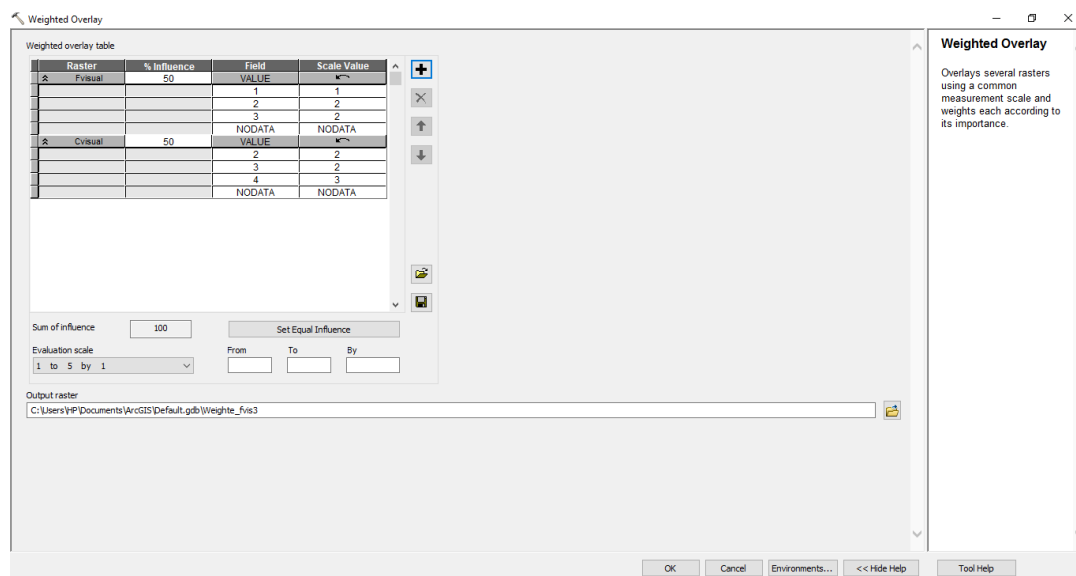 Weighted Overlay
Weighted overlay table
Raster % Influence Field Scale Value
Fvisual 50 VALUE
1 1
2 2
3 2
NODATA NODATA
Cvisual 50 VALUE
2 2
3 2
4 3
NODATA NODATA
Sum of influence 100 Set Equal Influence
Evaluation scale From To By
1 to 5 by 1
Output raster
C:\Users\HP\Documents\ArcGIS\Default.gdb\Weighte_fvis3
OK Cancel Environments... << Hide Help Tool Help
Weighted Overlay
Overlays several rasters
using a common
measurement scale and
weights each according to
its importance.